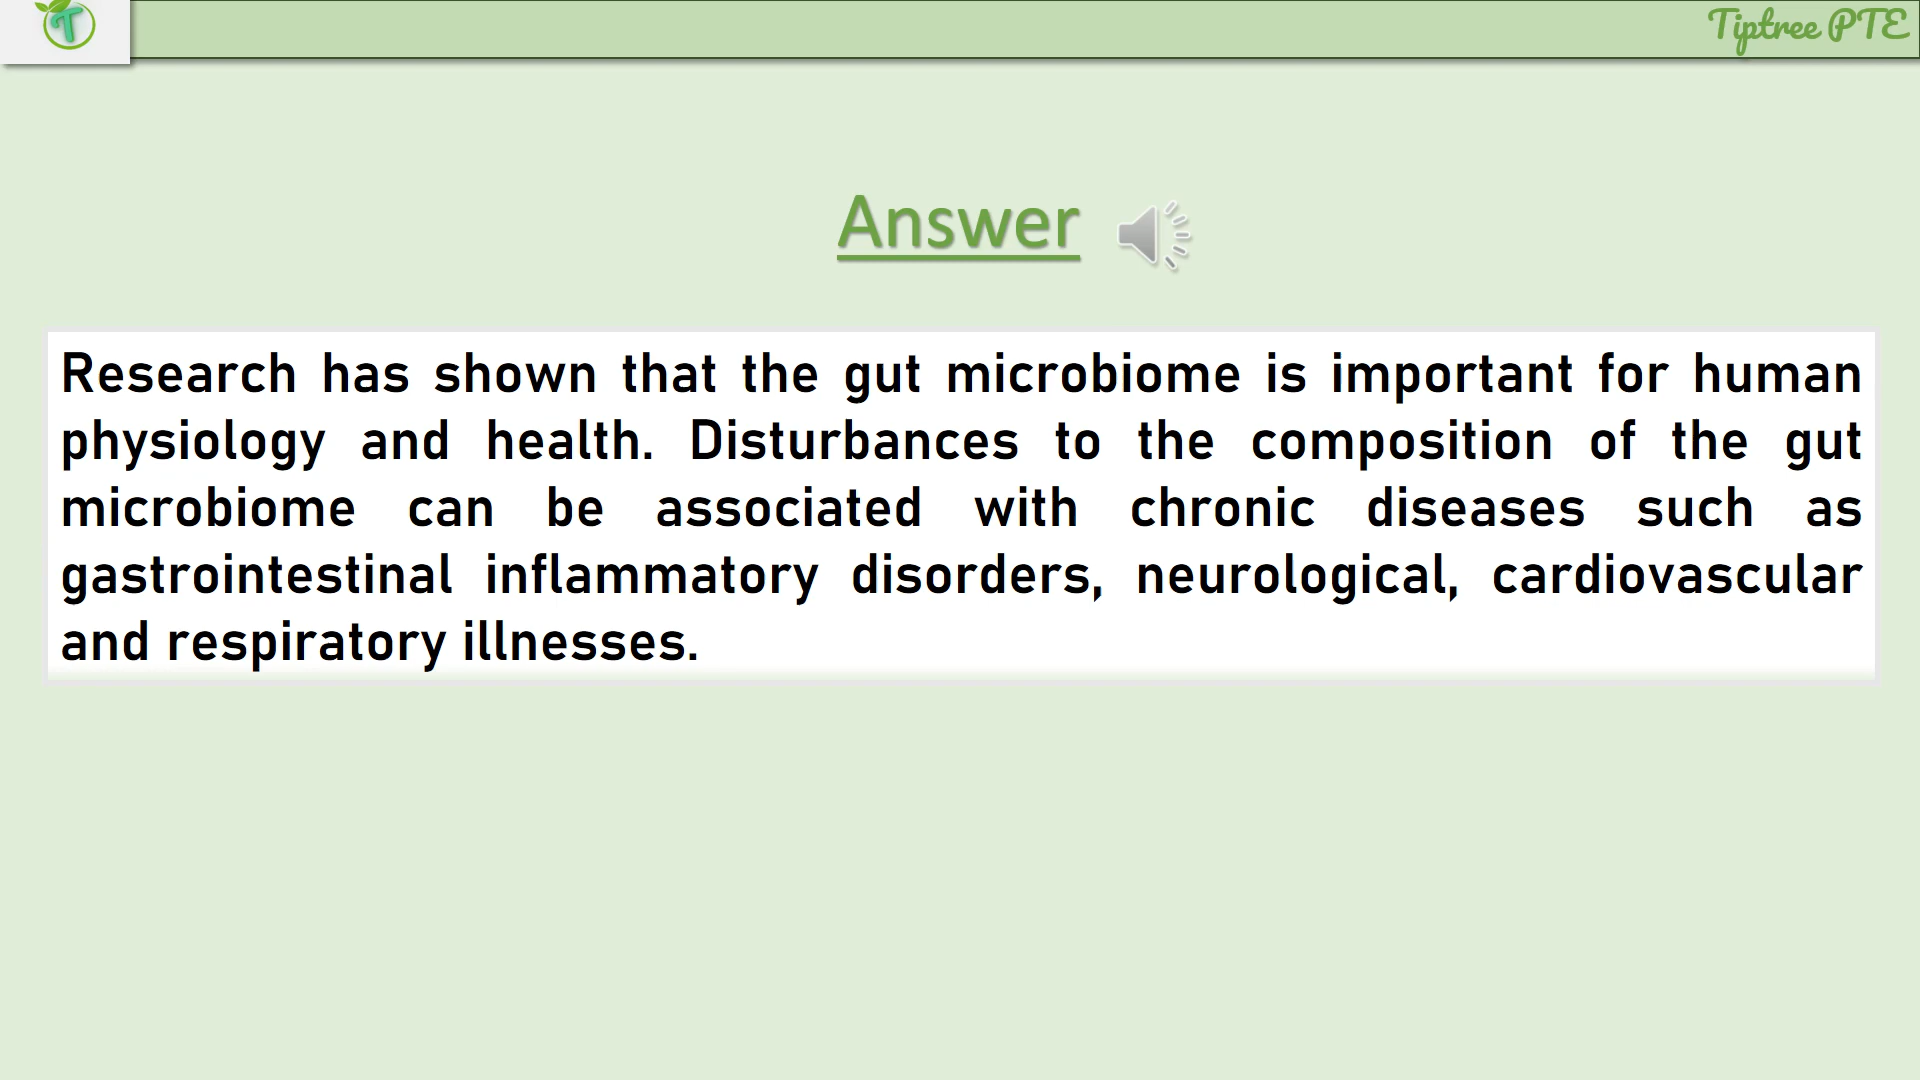 T
Tiptree PTE
Answer
Research has shown that the gut microbiome is important for human
physiology and health. Disturbances to the composition of the gut
microbiome can be associated with chronic diseases such as
gastrointestinal inflammatory disorders, neurological, cardiovascular
and respiratory illnesses.